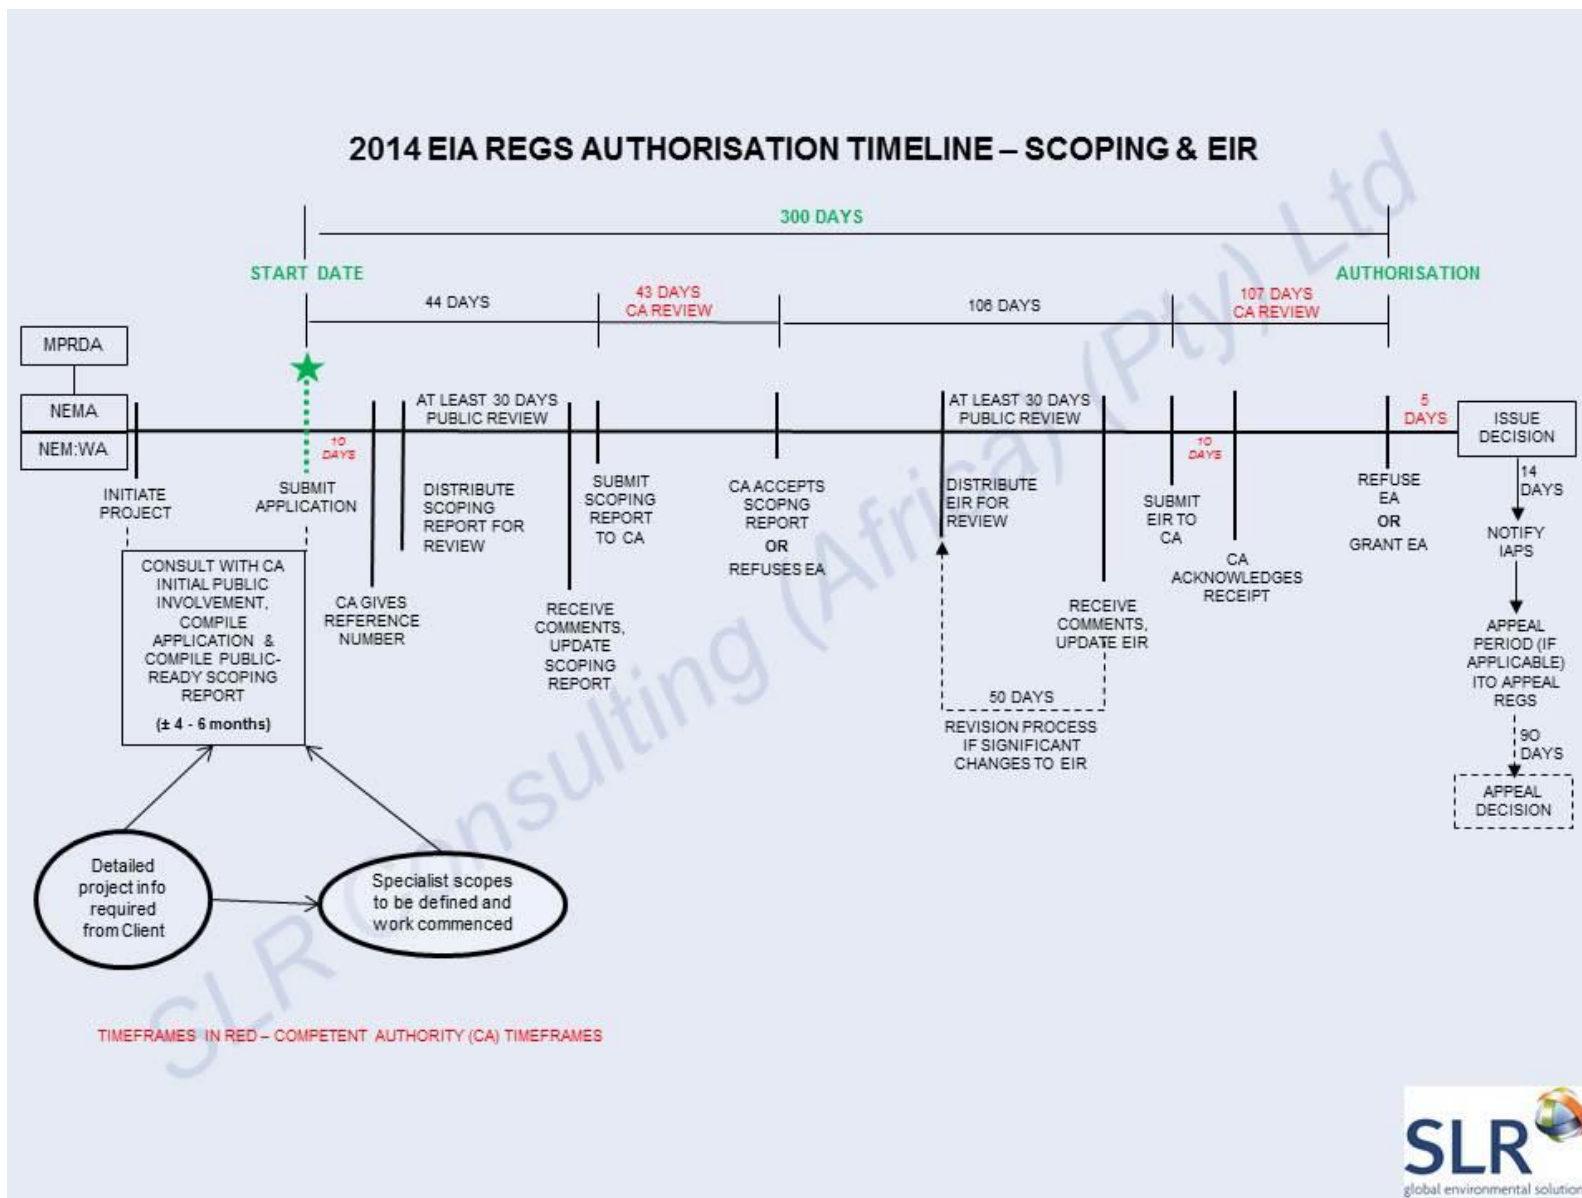 2014 EIA REGS AUTHORISATION TIMELINE – SCOPING & EIR
300 DAYS
START DATE
AUTHORISATION
44 DAYS
43 DAYS
CA REVIEW
106 DAYS
107 DAYS
CA REVIEW
MPRDA
NEMA
NEM:WA
INITIATE
PROJECT
SUBMIT
APPLICATION
10
DAYS
AT LEAST 30 DAYS
PUBLIC REVIEW
DISTRIBUTE
SCOPING
REPORT FOR
REVIEW
SUBMIT
SCOPING
REPORT
TO CA
CA ACCEPTS
SCOPNG
REPORT
OR
REFUSES EA
AT LEAST 30 DAYS
PUBLIC REVIEW
DISTRIBUTE
EIR FOR
REVIEW
10
DAYS
SUBMIT
EIR TO
CA
5
DAYS
REFUSE
EA
OR
GRANT EA
ISSUE
DECISION
14
DAYS
NOTIFY
IAPS
CONSULT WITH CA
INITIAL PUBLIC
INVOLVEMENT,
COMPILE
APPLICATION &
COMPILE PUBLIC-
READY SCOPING
REPORT
(± 4 - 6 months)
CA GIVES
REFERENCE
NUMBER
RECEIVE
COMMENTS,
UPDATE
SCOPING
REPORT
RECEIVE
COMMENTS,
UPDATE EIR
CA
ACKNOWLEDGES
RECEIPT
50 DAYS
REVISION PROCESS
IF SIGNIFICANT
CHANGES TO EIR
APPEAL
PERIOD (IF
APPLICABLE)
ITO APPEAL
REGS
90
DAYS
APPEAL
DECISION
Detailed
project info
required
from Client
Specialist scopes
to be defined and
work commenced
TIMEFRAMES IN RED – COMPETENT AUTHORITY (CA) TIMEFRAMES
SLR Consulting (Africa) (Pty) Ltd
SLR
global environmental solution